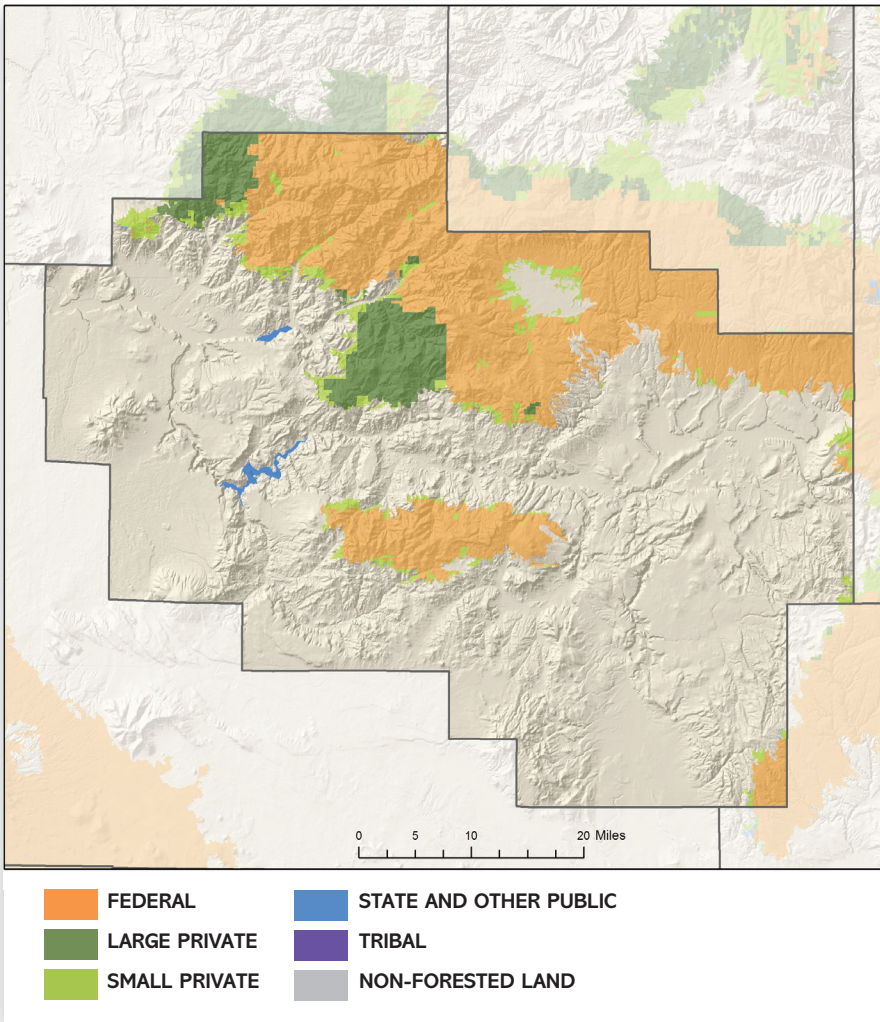 0 5 10 20 Miles
FEDERAL
STATE AND OTHER PUBLIC
LARGE PRIVATE
TRIBAL
SMALL PRIVATE
NON-FORESTED LAND